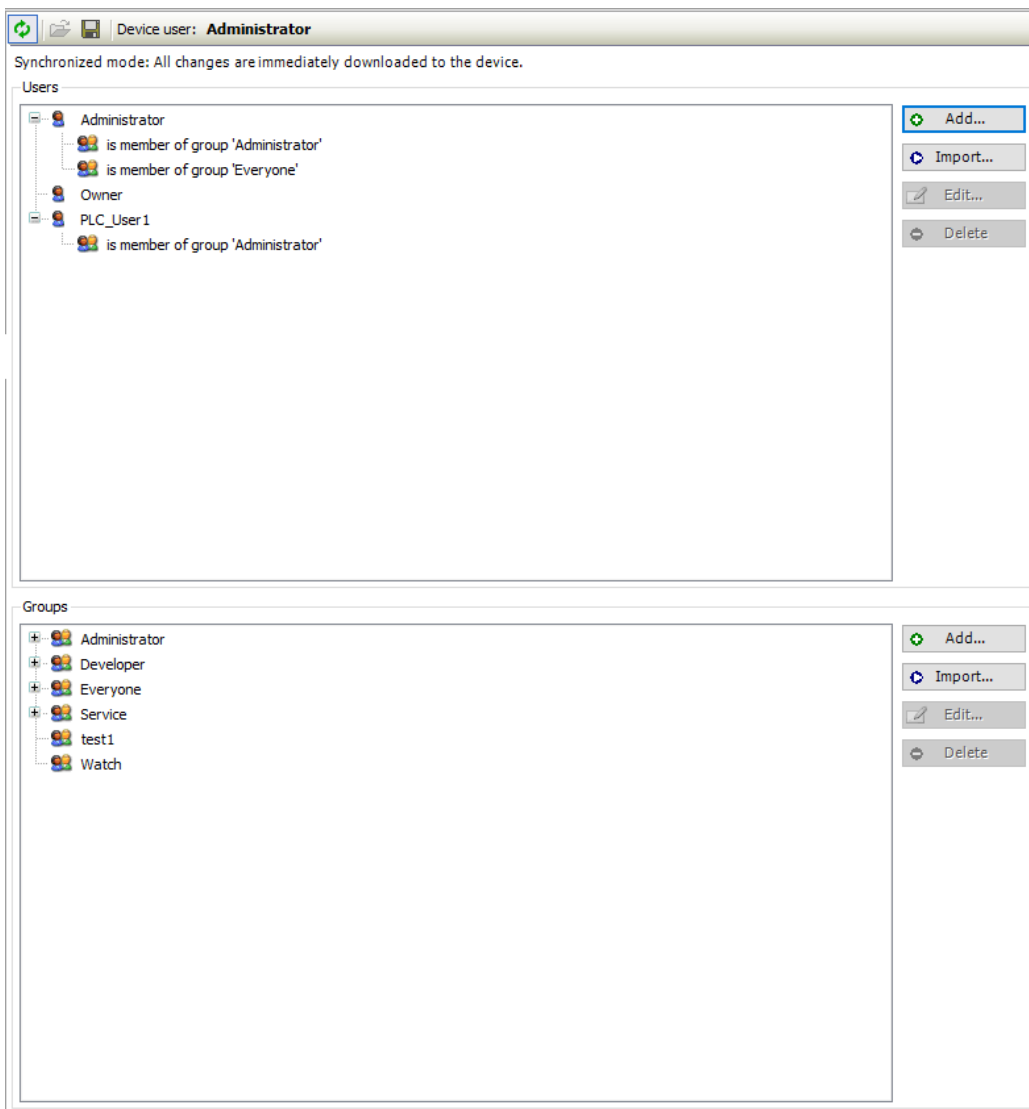 Device user: Administrator
Synchronized mode: All changes are immediately downloaded to the device.
Users
Administrator
is member of group 'Administrator'
is member of group 'Everyone'
Owner
PLC_User1
is member of group 'Administrator'
Add...
Import...
Edit...
Delete
Groups
Administrator
Developer
Everyone
Service
test1
Watch
Add...
Import...
Edit...
Delete